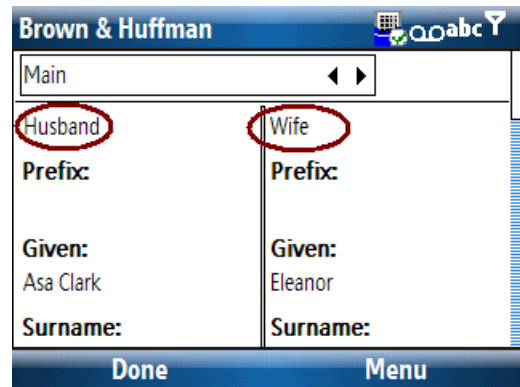 Brown & Huffman abc
Main
Husband Wife
Prefix: Prefix:
Given: Given:
Asa Clark Eleanor
Surname: Surname:
Done Menu